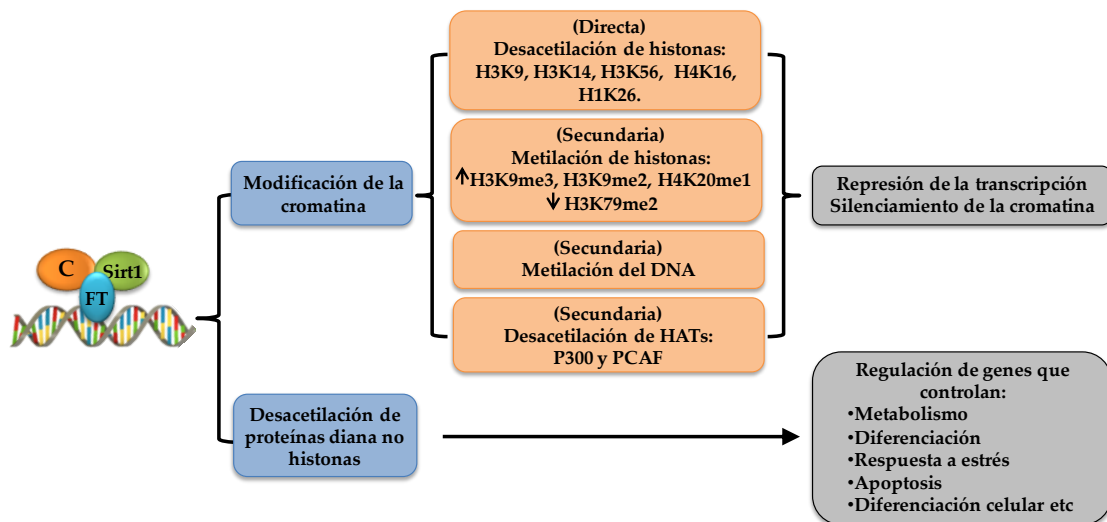 C
Sirt1
FT
Modificación de la
cromatina
Desacetilación de
proteínas diana no
histonas
(Directa)
Desacetilación de histonas:
H3K9, H3K14, H3K56, H4K16,
H1K26.
(Secundaria)
Metilación de histonas:
↑H3K9me3, H3K9me2, H4K20me1
↓ H3K79me2
(Secundaria)
Metilación del DNA
(Secundaria)
Desacetilación de HATs:
P300 y PCAF
Represión de la transcripción
Silenciamiento de la cromatina
Regulación de genes que
controlan:
•Metabolismo
•Diferenciación
•Respuesta a estrés
•Apoptosis
•Diferenciación celular etc